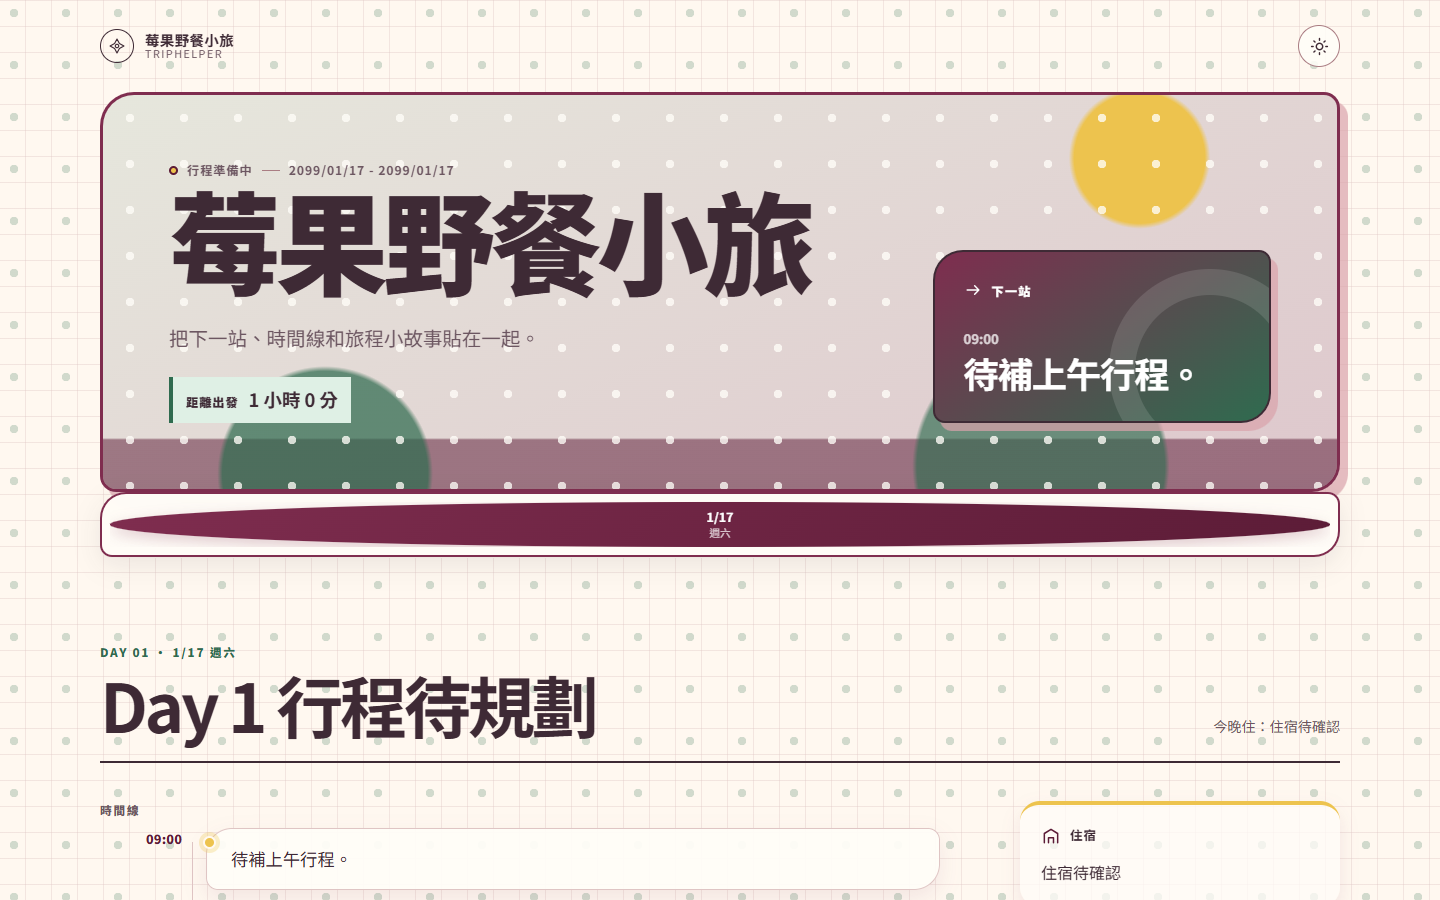 莓果野餐小旅
TRIPHELPER
行程準備中 — 2099/01/17 - 2099/01/17
莓果野餐小旅
把下一站、時間線和旅程小故事貼在一起。
距離出發 1 小時 0 分
→ 下一站
09:00
待補上午行程。
1/17
週六
DAY 01 · 1/17 週六
Day 1 行程待規劃
今晚住：住宿待確認
時間線
09:00
待補上午行程。
住宿
住宿待確認